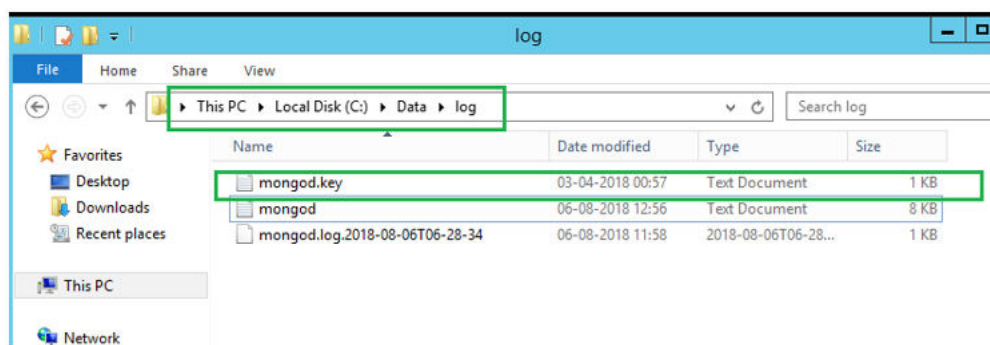 log
File Home Share View
This PC Local Disk (C:) Data log Search log
Name Date modified Type Size
Favorites
Desktop
Downloads
Recent places
This PC
Network
mongod.key 03-04-2018 00:57 Text Document 1 KB
mongod 06-08-2018 12:56 Text Document 8 KB
mongod.log.2018-08-06T06-28-34 06-08-2018 11:58 2018-08-06T06-28... 1 KB